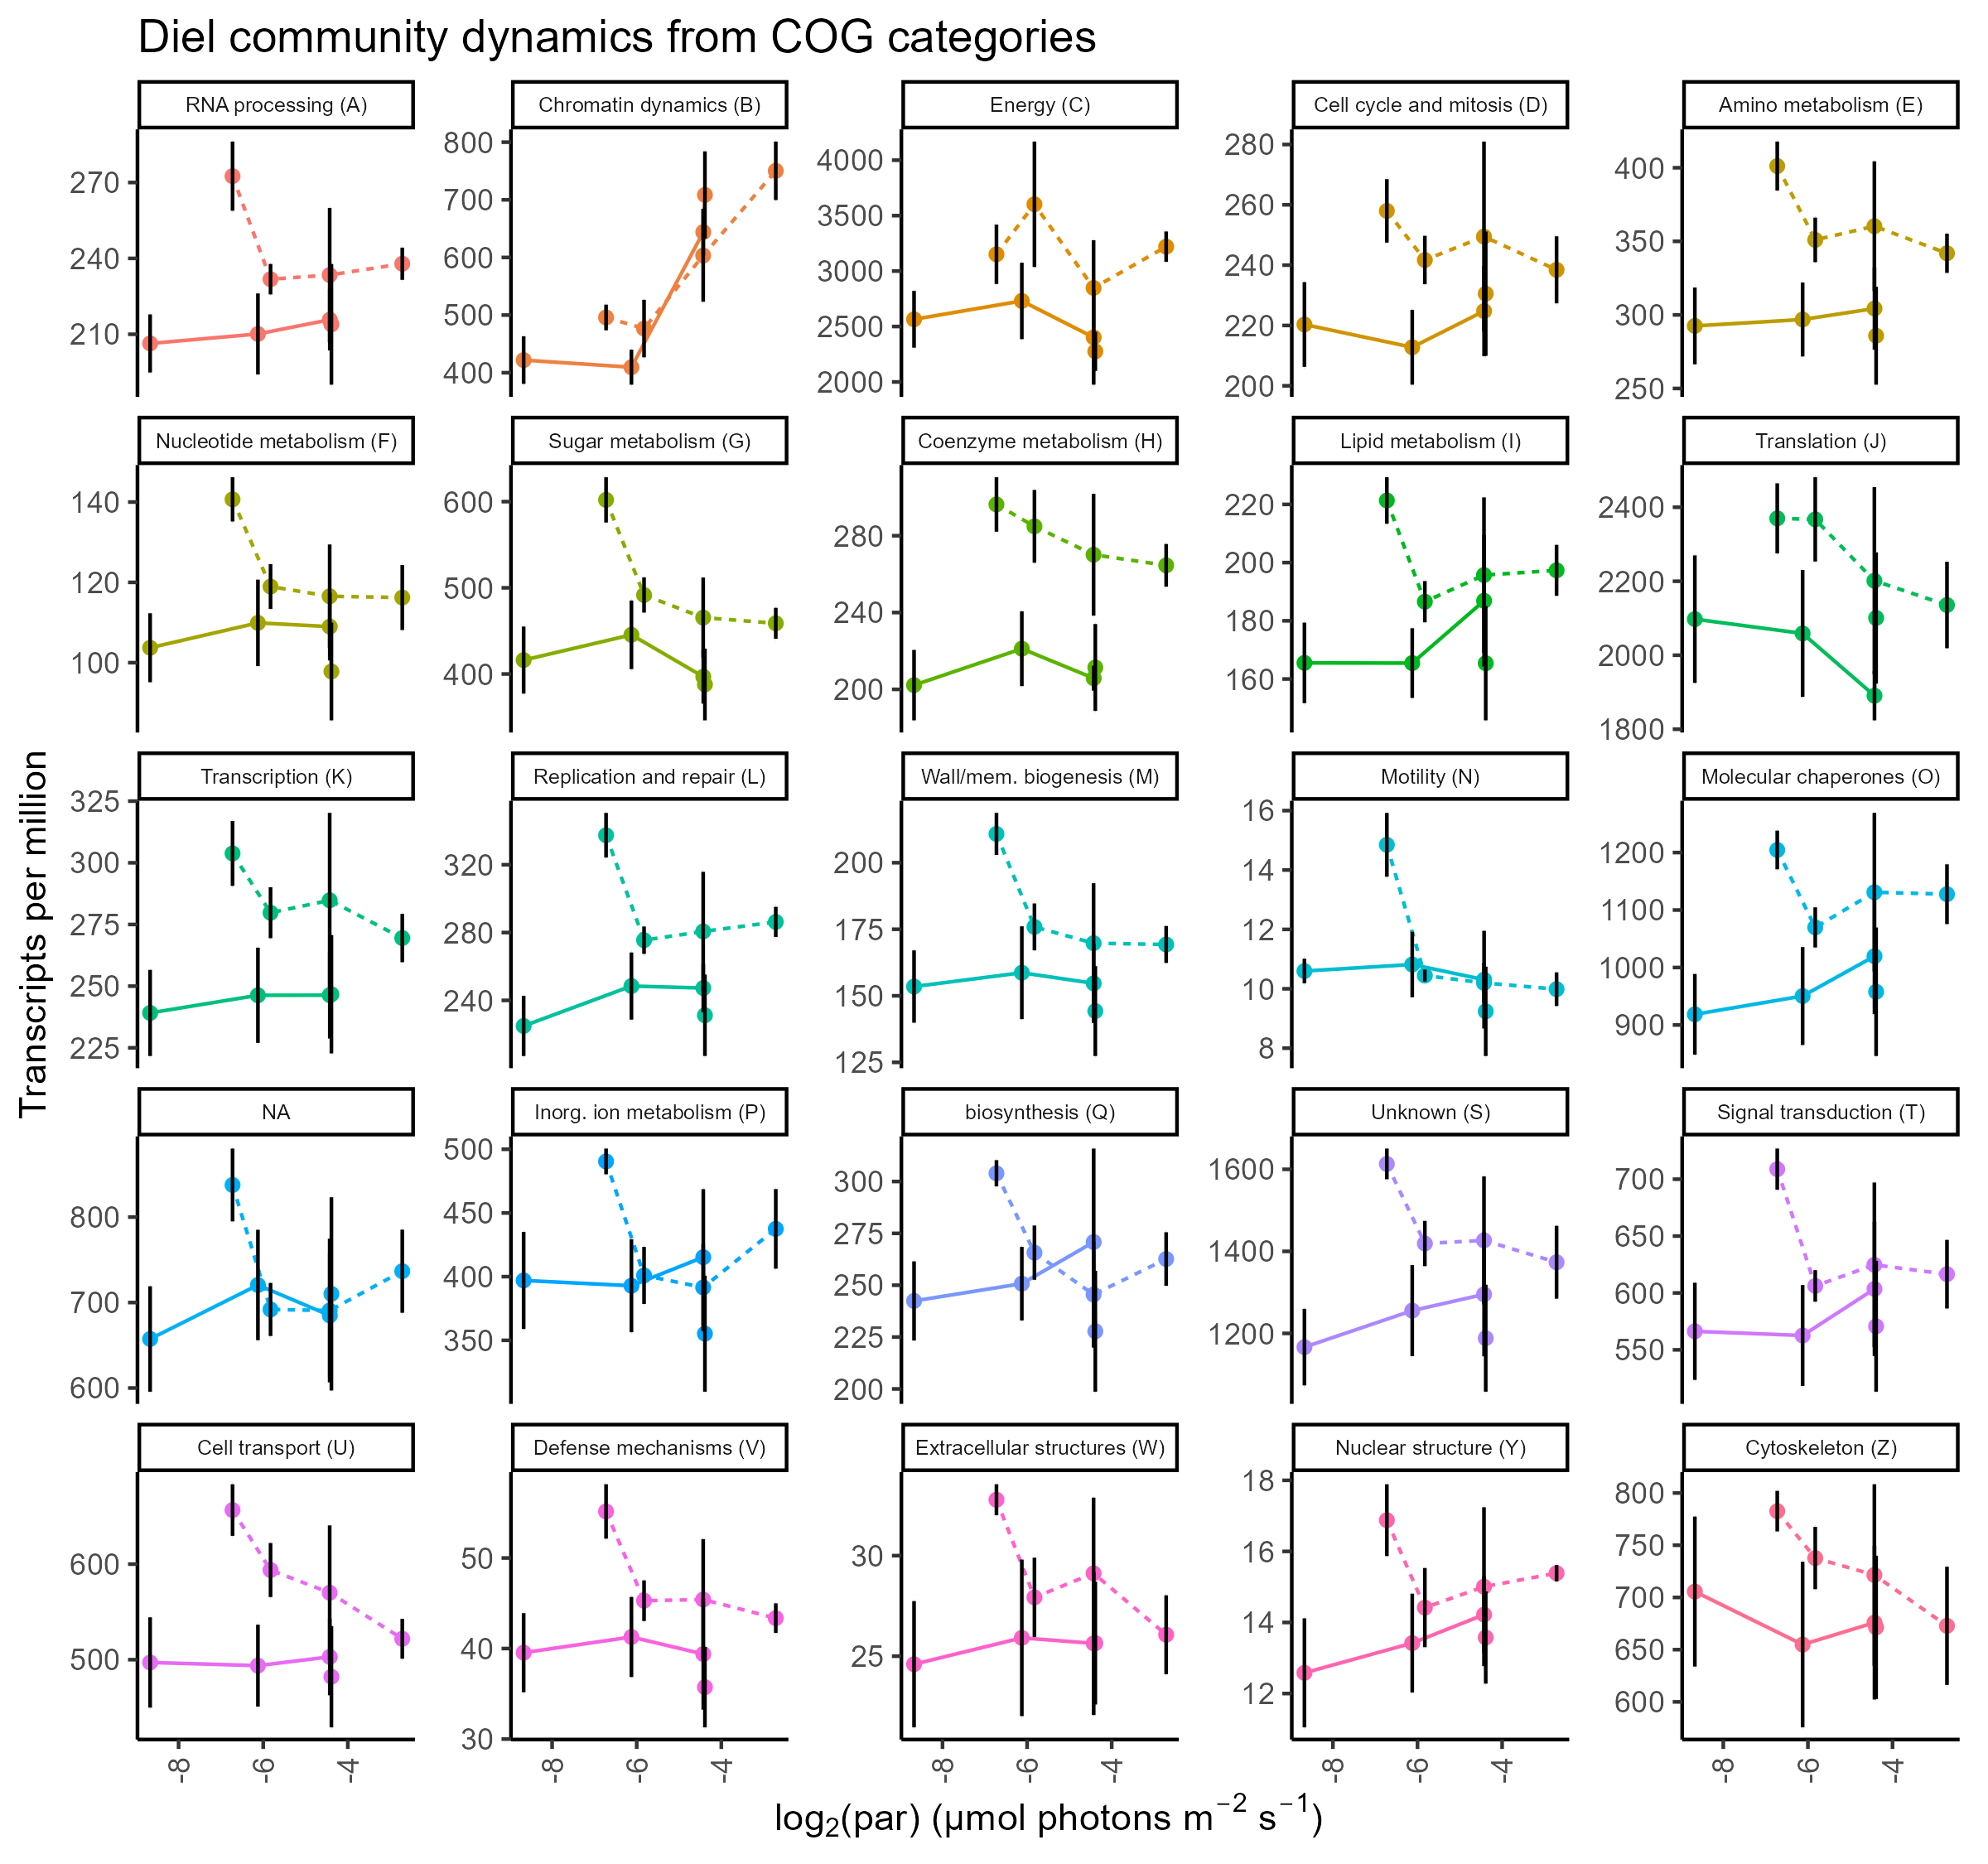 Diel community dynamics from COG categories
RNA processing (A) Chromatin dynamics (B) Energy (C) Cell cycle and mitosis (D) Amino metabolism (E)
270 240 210
800 700 600 500 400
4000 3500 3000 2500 2000
280 260 240 220 200
400 350 300 250
Nucleotide metabolism (F) Sugar metabolism (G) Coenzyme metabolism (H) Lipid metabolism (I) Translation (J)
140 120 100
600 500 400
280 240 200
220 200 180 160
2400 2200 2000 1800
Transcripts per million
Transcription (K) Replication and repair (L) Wall/mem. biogenesis (M) Motility (N) Molecular chaperones (O)
325 300 275 250 225
320 280 240
200 175 150 125
16 14 12 10 8
1200 1100 1000 900
NA Inorg. ion metabolism (P) biosynthesis (Q) Unknown (S) Signal transduction (T)
800 700 600
500 450 400 350
300 275 250 225 200
1600 1400 1200
700 650 600 550
Cell transport (U) Defense mechanisms (V) Extracellular structures (W) Nuclear structure (Y) Cytoskeleton (Z)
600 500
50 40 30
30 25
18 16 14 12
800 750 700 650 600
-8 -6 -4 -8 -6 -4 -8 -6 -4 -8 -6 -4 -8 -6 -4
log₂(par) (µmol photons m⁻² s⁻¹)